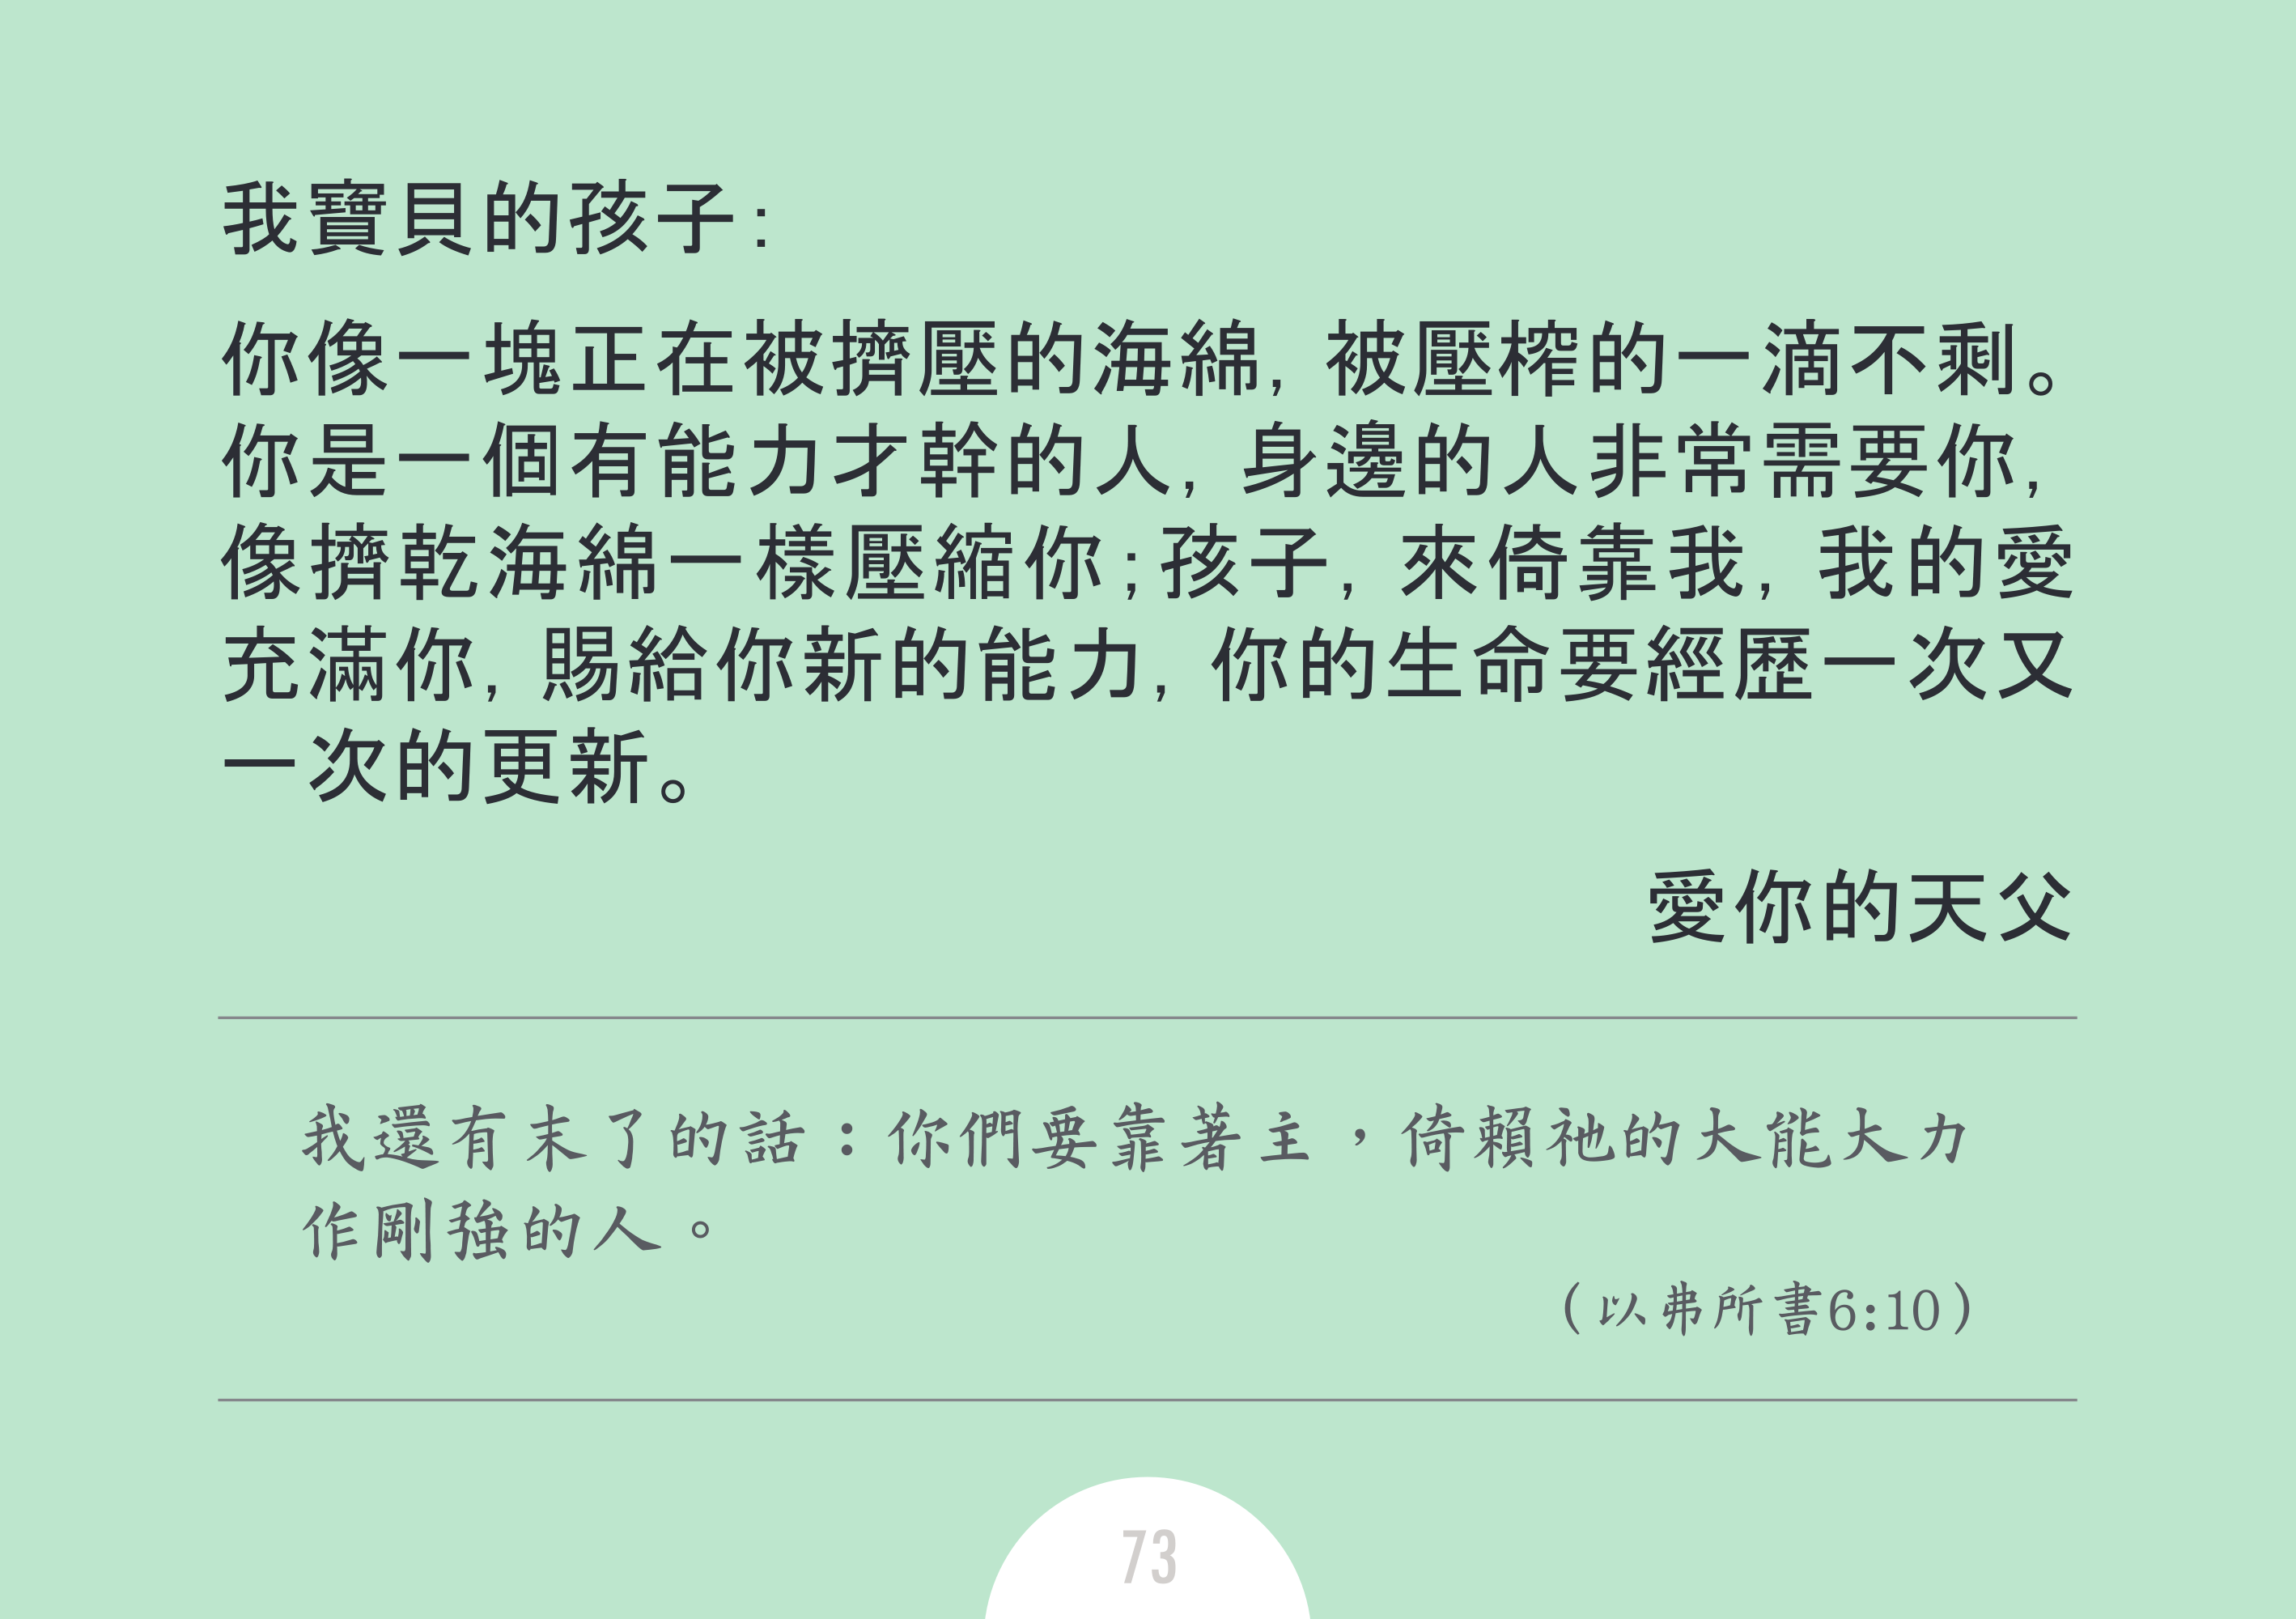 我寶貝的孩子：
你像一塊正在被擠壓的海綿，被壓榨的一滴不剩。
你是一個有能力才幹的人，身邊的人非常需要你，
像擠乾海綿一樣壓縮你；孩子，來倚靠我，我的愛
充滿你，賜給你新的能力，你的生命要經歷一次又
一次的更新。
愛你的天父
我還有末了的話：你們要靠著主，倚賴祂的大能大力
作剛強的人。
（以弗所書6:10）
73